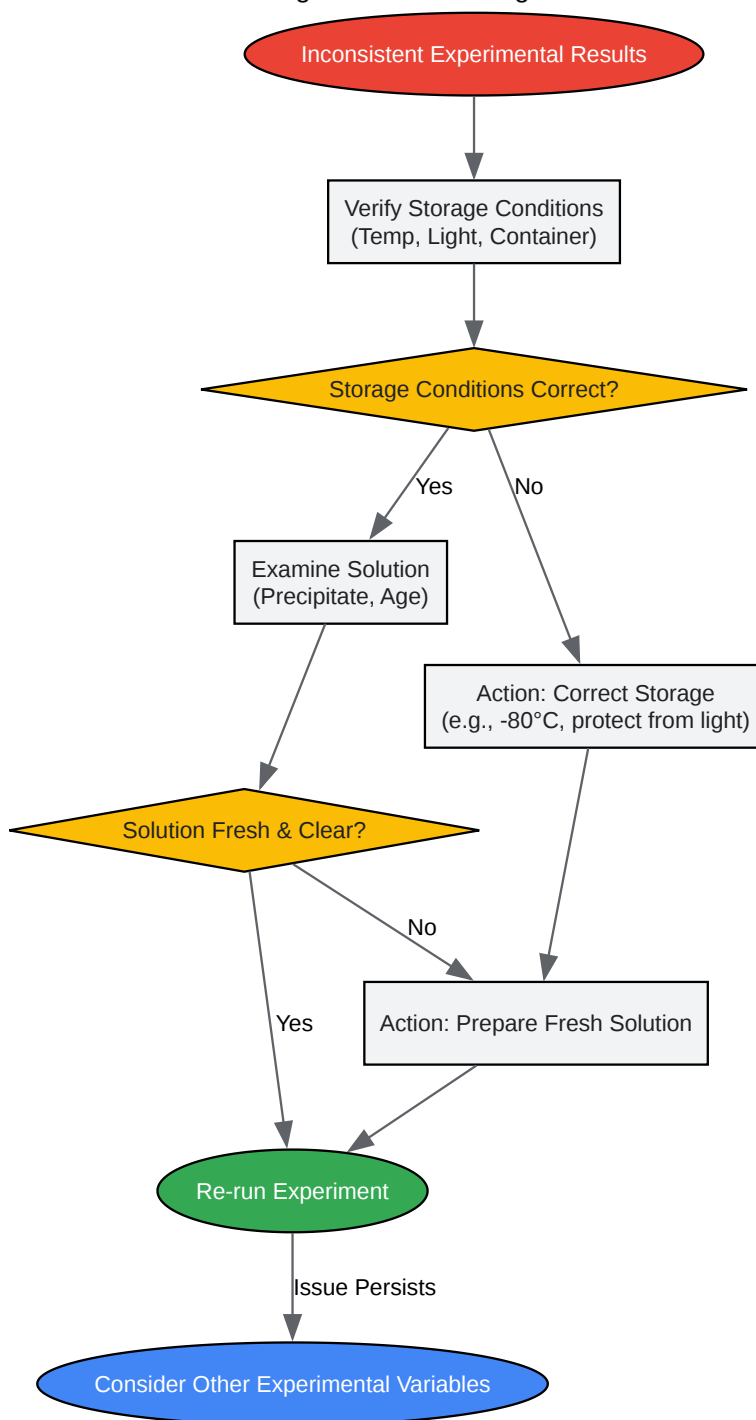 Inconsistent Experimental Results
Verify Storage Conditions
(Temp, Light, Container)
Storage Conditions Correct?
Yes
No
Examine Solution
(Precipitate, Age)
Action: Correct Storage
(e.g., -80°C, protect from light)
Solution Fresh & Clear?
No
Yes
Action: Prepare Fresh Solution
Re-run Experiment
Issue Persists
Consider Other Experimental Variables